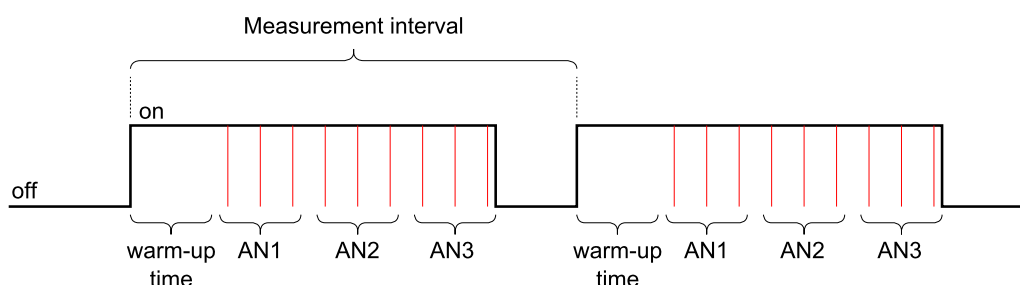 Measurement interval
on
off
warm-up
time
AN1
AN2
AN3
warm-up
time
AN1
AN2
AN3